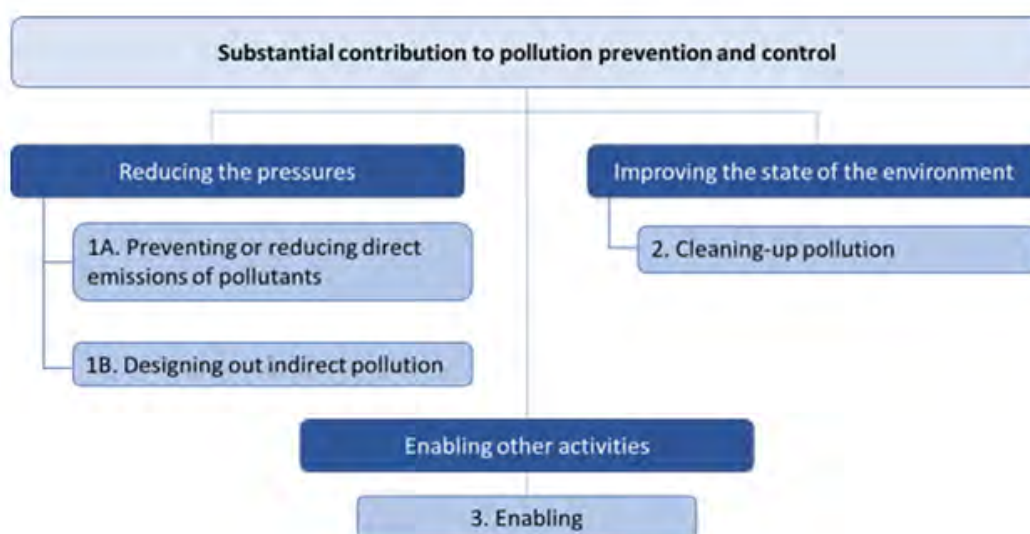 Substantial contribution to pollution prevention and control
Reducing the pressures
Improving the state of the environment
1A. Preventing or reducing direct
emissions of pollutants
2. Cleaning-up pollution
1B. Designing out indirect pollution
Enabling other activities
3. Enabling